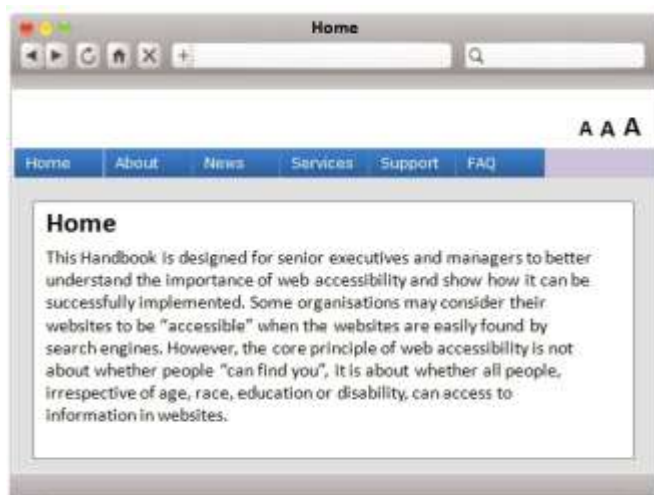 Home
A A A
Home About News Services Support FAQ
Home
This Handbook is designed for senior executives and managers to better
understand the importance of web accessibility and show how it can be
successfully implemented. Some organisations may consider their
websites to be “accessible” when the websites are easily found by
search engines. However, the core principle of web accessibility is not
about whether people “can find you”, it is about whether all people,
irrespective of age, race, education or disability, can access to
information in websites.